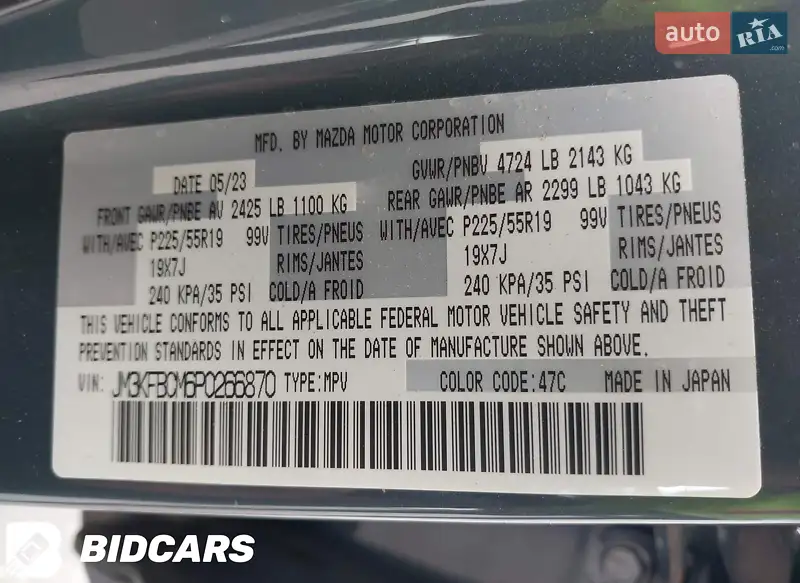 auto RIA .com
MFD. BY MAZDA MOTOR CORPORATION
DATE 05/23 GVWR/PNBV 4724 LB 2143 KG
FRONT GAWR/PNBE AV 2425 LB 1100 KG REAR GAWR/PNBE AR 2299 LB 1043 KG
WITH/AVEC P225/55R19 99V TIRES/PNEUS WITH/AVEC P225/55R19 99V TIRES/PNEUS
19X7J RIMS/JANTES 19X7J RIMS/JANTES
240 KPA/35 PSI COLD/A FROID 240 KPA/35 PSI COLD/A FROID
THIS VEHICLE CONFORMS TO ALL APPLICABLE FEDERAL MOTOR VEHICLE SAFETY AND THEFT
PREVENTION STANDARDS IN EFFECT ON THE DATE OF MANUFACTURE SHOWN ABOVE.
VIN: JM3KFBCM6P0266870 TYPE:MPV COLOR CODE:47C MADE IN JAPAN
BIDCARS